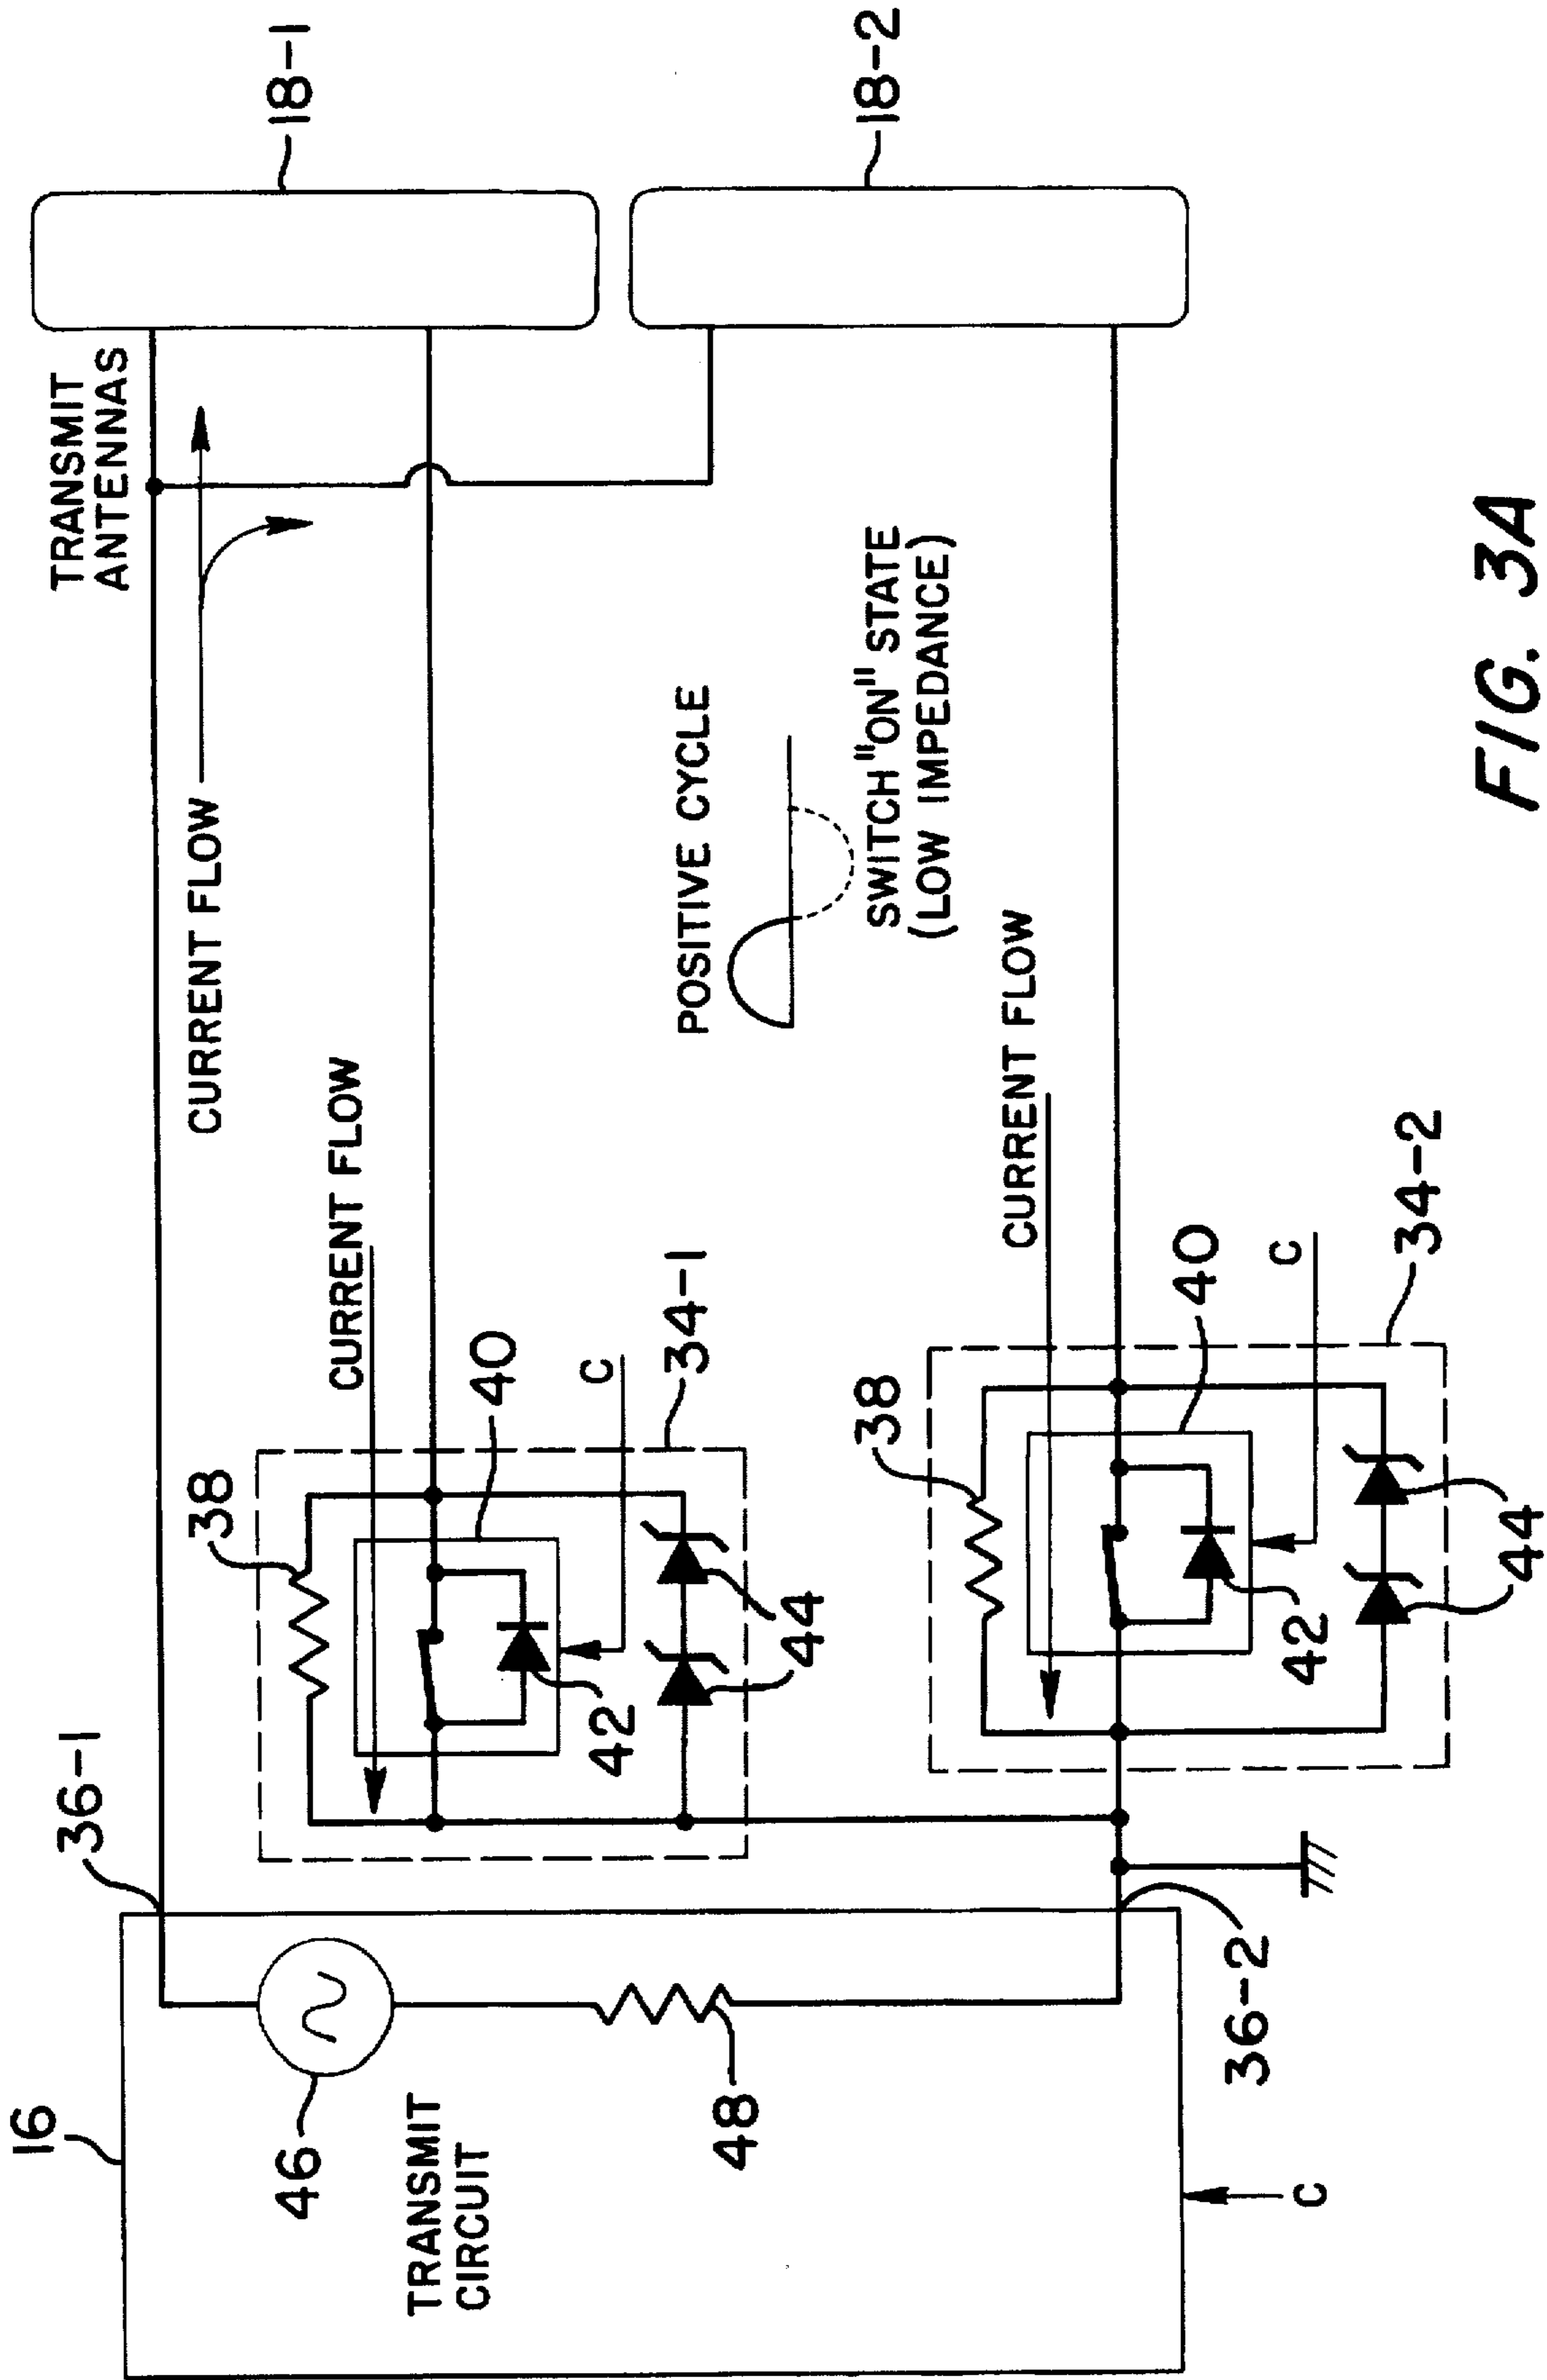 16
TRANSMIT
CIRCUIT
46
48
C
36-1
36-2
38
40
42
44
C
34-1
CURRENT FLOW
38
40
42
44
C
34-2
CURRENT FLOW
CURRENT FLOW
POSITIVE CYCLE
SWITCH "ON" STATE
(LOW IMPEDANCE)
TRANSMIT
ANTENNAS
18-1
18-2
FIG. 3A